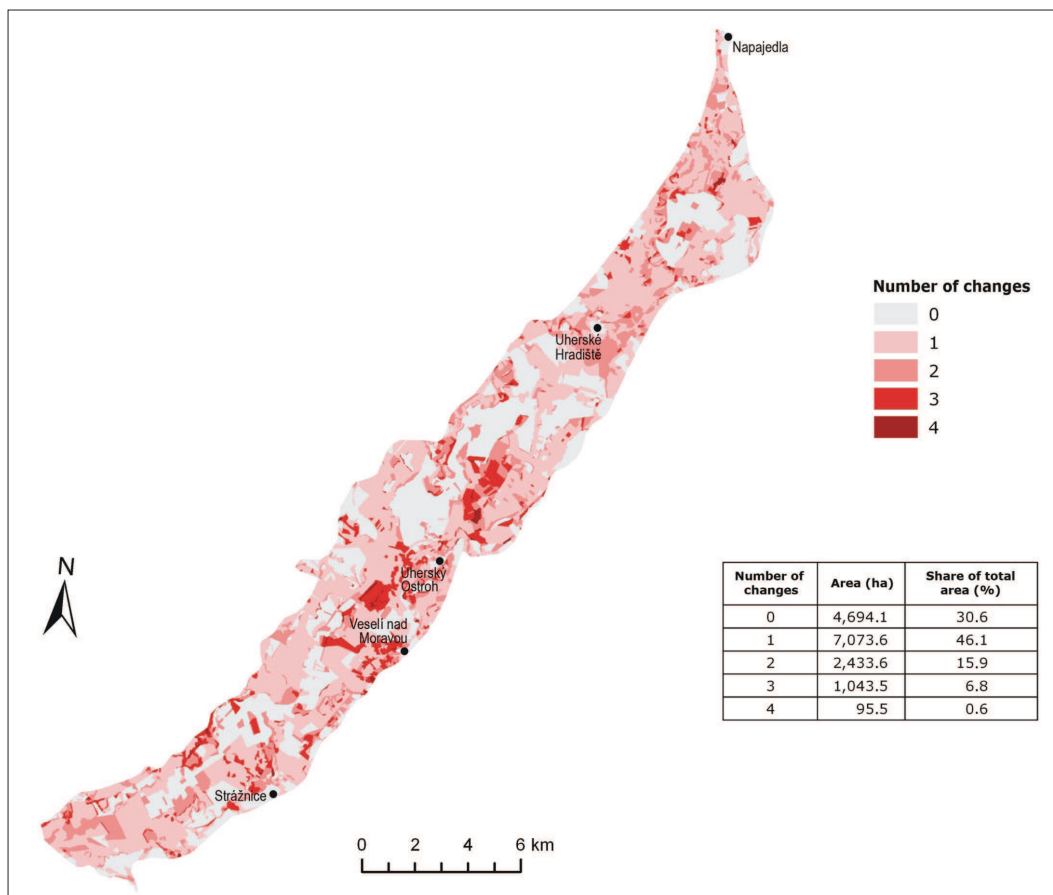 Napajedla
Number of changes
0
1
2
3
4
Uherské
Hradiště
N
Uherský
Ostroh
Veselí nad
Moravou
Strážnice
0 2 4 6 km
Number of changes Area (ha) Share of total area (%)
0 4,694.1 30.6
1 7,073.6 46.1
2 2,433.6 15.9
3 1,043.5 6.8
4 95.5 0.6